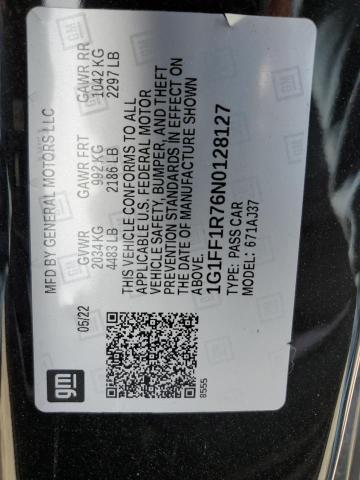 gm
MFD BY GENERAL MOTORS LLC
05/22
GVWR GAWR FRT GAWR RR
2034KG 992 KG 1042 KG
4483 LB 2186 LB 2297 LB
THIS VEHICLE CONFORMS TO ALL
APPLICABLE U.S. FEDERAL MOTOR
VEHICLE SAFETY, BUMPER, AND THEFT
PREVENTION STANDARDS IN EFFECT ON
THE DATE OF MANUFACTURE SHOWN
ABOVE.
1G1FF1R76N0128127
TYPE: PASS CAR
MODEL: 671AJ37
8555